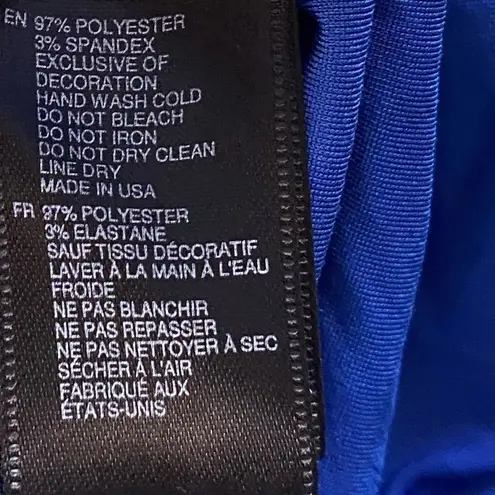 EN 97% POLYESTER
3% SPANDEX
EXCLUSIVE OF
DECORATION
HAND WASH COLD
DO NOT BLEACH
DO NOT IRON
DO NOT DRY CLEAN
LINE DRY
MADE IN USA
FR 97% POLYESTER
3% ELASTANE
SAUF TISSU DÉCORATIF
LAVER À LA MAIN À L'EAU
FROIDE
NE PAS BLANCHIR
NE PAS REPASSER
NE PAS NETTOYER À SEC
SÉCHER À L'AIR
FABRIQUÉ AUX
ÉTATS-UNIS